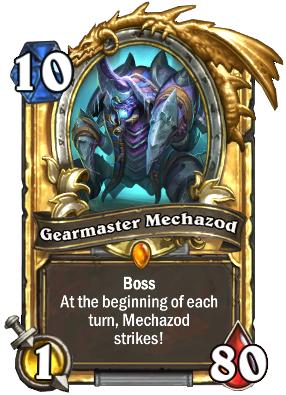 10
Gearmaster Mechazod
Boss
At the beginning of each
turn, Mechazod
strikes!
1
80